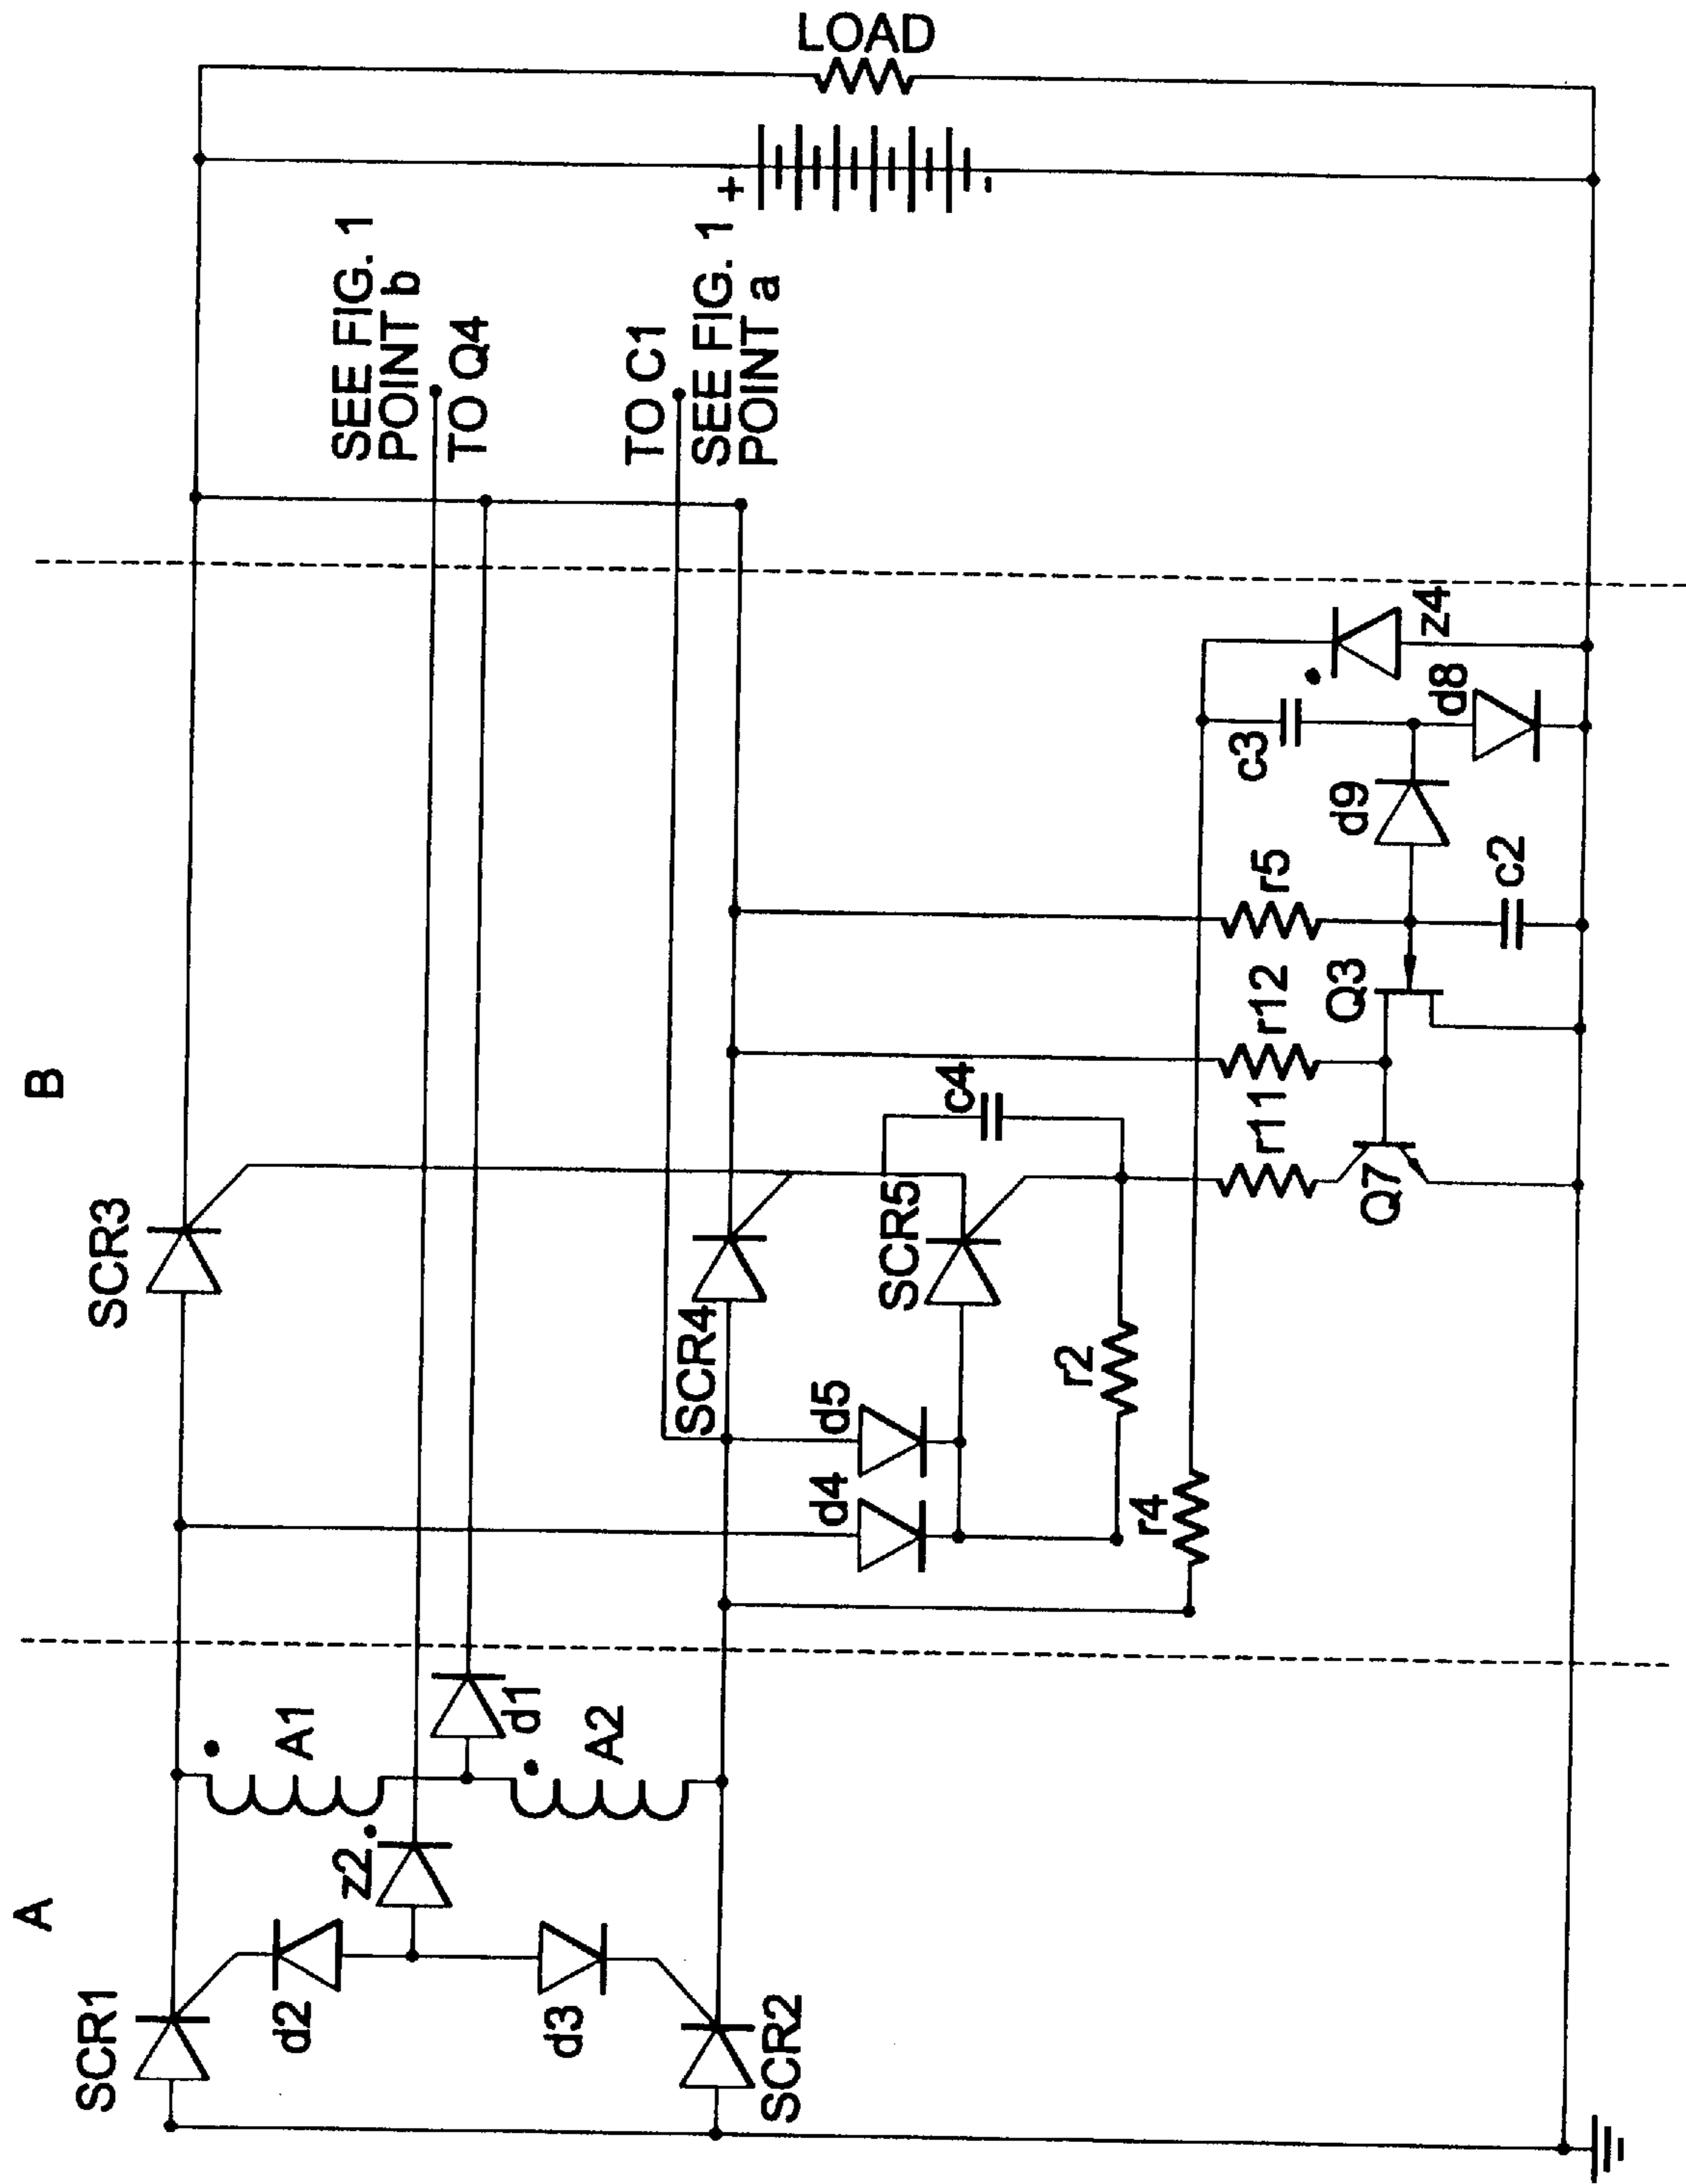 A
B
SCR1
d2
z2
d3
SCR2
A1
d1
A2
SCR3
SCR4
d4
d5
SCR5
r2
r4
c4
r11
Q7
r12
Q3
r5
d9
c2
c3
d8
z4
SEE FIG. 1
POINT b
TO Q4
TO C1
SEE FIG. 1
POINT a
+
-
LOAD